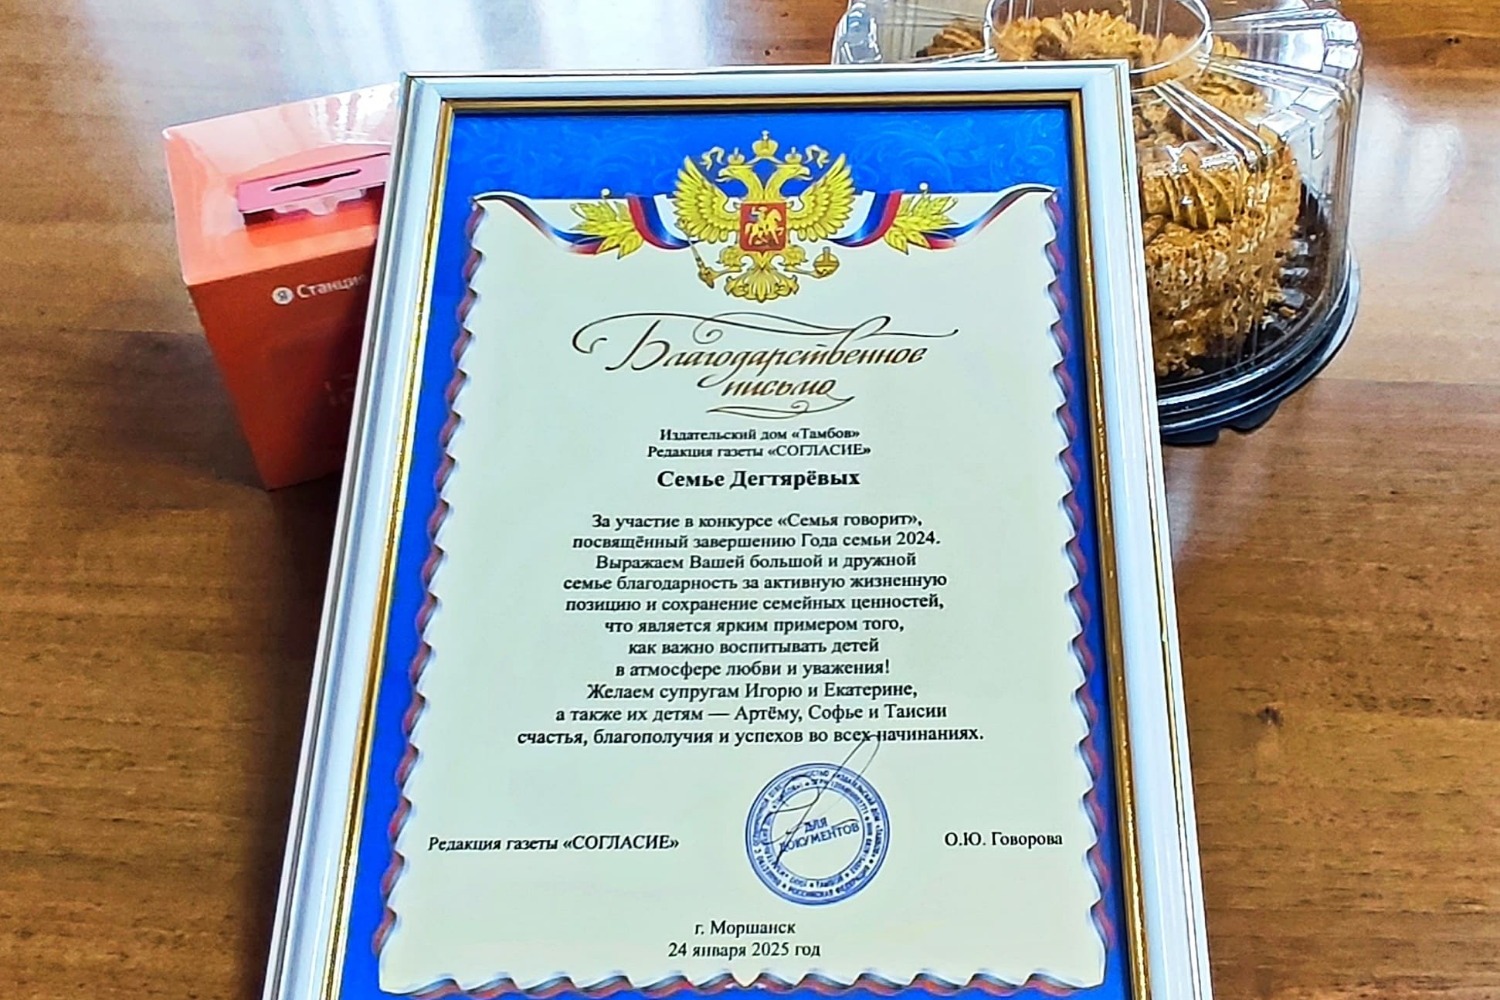 Станция
Благодарственное
письмо
Издательский дом «Тамбов»
Редакция газеты «СОГЛАСИЕ»
Семье Дегтярёвых
За участие в конкурсе «Семья говорит»,
посвящённый завершению Года семьи 2024.
Выражаем Вашей большой и дружной
семье благодарность за активную жизненную
позицию и сохранение семейных ценностей,
что является ярким примером того,
как важно воспитывать детей
в атмосфере любви и уважения!
Желаем супругам Игорю и Екатерине,
а также их детям — Артёму, Софье и Таисии
счастья, благополучия и успехов во всех начинаниях.
ДЛЯ
ДОКУМЕНТОВ
Редакция газеты «СОГЛАСИЕ»
О.Ю. Говорова
г. Моршанск
24 января 2025 год